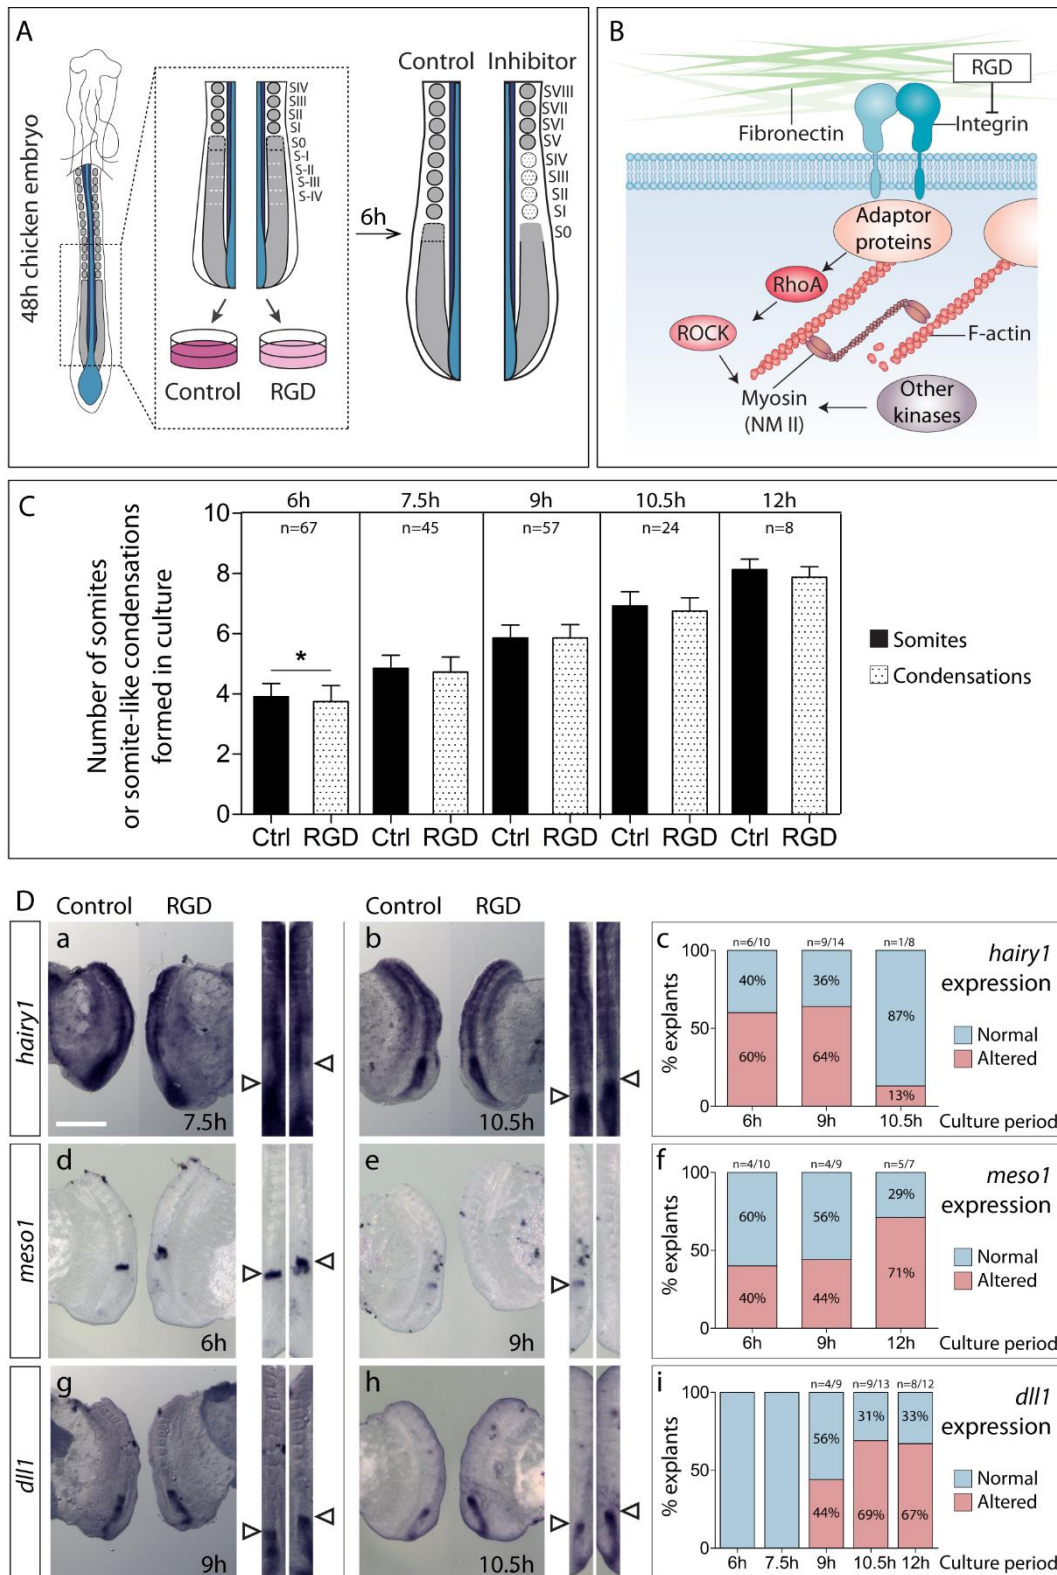 A
48h chicken embryo
SIV
SIII
SII
SI
S0
S-I
S-II
S-III
S-IV
Control
RGD
6h
Control
Inhibitor
SVIII
SVII
SVI
SV
SIV
SIII
SII
SI
S0
B
RGD
Fibronectin
Integrin
Adaptor
proteins
RhoA
ROCK
F-actin
Myosin
(NM II)
Other
kinases
C
Number of somites
or somite-like condensations
formed in culture
10
8
6
4
2
0
6h
7.5h
9h
10.5h
12h
n=67
n=45
n=57
n=24
n=8
*
Ctrl RGD Ctrl RGD Ctrl RGD Ctrl RGD Ctrl RGD
Somites
Condensations
D
Control RGD
Control RGD
hairy1
a
7.5h
b
10.5h
c
n=6/10 n=9/14 n=1/8
hairy1
expression
% explants
100
50
0
40%
36%
87%
60%
64%
13%
Normal
Altered
6h 9h 10.5h Culture period
meso1
d
6h
e
9h
f
n=4/10 n=4/9 n=5/7
meso1
expression
% explants
100
50
0
60%
56%
29%
40%
44%
71%
Normal
Altered
6h 9h 12h Culture period
dll1
g
9h
h
10.5h
i
n=4/9 n=9/13 n=8/12
dll1
expression
% explants
100
50
0
56%
31%
33%
44%
69%
67%
Normal
Altered
6h 7.5h 9h 10.5h 12h Culture period